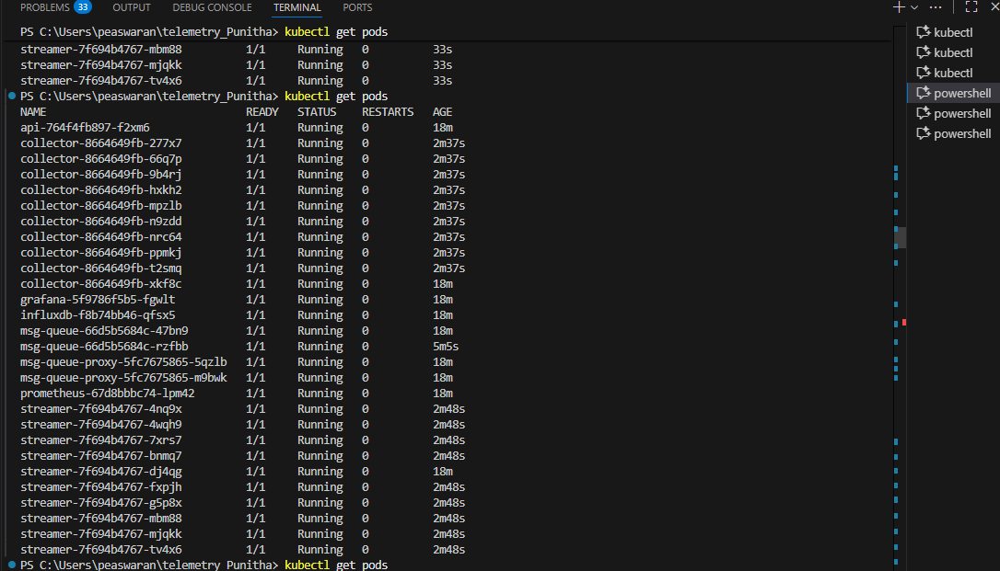 PROBLEMS 33 OUTPUT DEBUG CONSOLE TERMINAL PORTS
PS C:\Users\peaswaran\telemetry_Punitha> kubectl get pods
streamer-7f694b4767-mbm88 1/1 Running 0 33s
streamer-7f694b4767-mjqkk 1/1 Running 0 33s
streamer-7f694b4767-tv4x6 1/1 Running 0 33s
PS C:\Users\peaswaran\telemetry_Punitha> kubectl get pods
NAME READY STATUS RESTARTS AGE
api-764f4fb897-f2xm6 1/1 Running 0 18m
collector-8664649fb-277x7 1/1 Running 0 2m37s
collector-8664649fb-66q7p 1/1 Running 0 2m37s
collector-8664649fb-9b4rj 1/1 Running 0 2m37s
collector-8664649fb-hxkh2 1/1 Running 0 2m37s
collector-8664649fb-mpzlb 1/1 Running 0 2m37s
collector-8664649fb-n9zdd 1/1 Running 0 2m37s
collector-8664649fb-nrc64 1/1 Running 0 2m37s
collector-8664649fb-ppmkj 1/1 Running 0 2m37s
collector-8664649fb-t2smq 1/1 Running 0 2m37s
collector-8664649fb-xkf8c 1/1 Running 0 18m
grafana-5f9786f5b5-fgwlt 1/1 Running 0 18m
influxdb-f8b74bb46-qfsx5 1/1 Running 0 18m
msg-queue-66d5b5684c-47bn9 1/1 Running 0 18m
msg-queue-66d5b5684c-rzfbb 1/1 Running 0 5m5s
msg-queue-proxy-5fc7675865-5qzlb 1/1 Running 0 18m
msg-queue-proxy-5fc7675865-m9bwk 1/1 Running 0 18m
prometheus-67d8bbbc74-lpm42 1/1 Running 0 18m
streamer-7f694b4767-4nq9x 1/1 Running 0 2m48s
streamer-7f694b4767-4wqh9 1/1 Running 0 2m48s
streamer-7f694b4767-7xrs7 1/1 Running 0 2m48s
streamer-7f694b4767-bnmq7 1/1 Running 0 2m48s
streamer-7f694b4767-dj4qg 1/1 Running 0 18m
streamer-7f694b4767-fxpjh 1/1 Running 0 2m48s
streamer-7f694b4767-g5p8x 1/1 Running 0 2m48s
streamer-7f694b4767-mbm88 1/1 Running 0 2m48s
streamer-7f694b4767-mjqkk 1/1 Running 0 2m48s
streamer-7f694b4767-tv4x6 1/1 Running 0 2m48s
PS C:\Users\peaswaran\telemetry_Punitha> kubectl get pods
kubectl
kubectl
kubectl
powershell
powershell
powershell